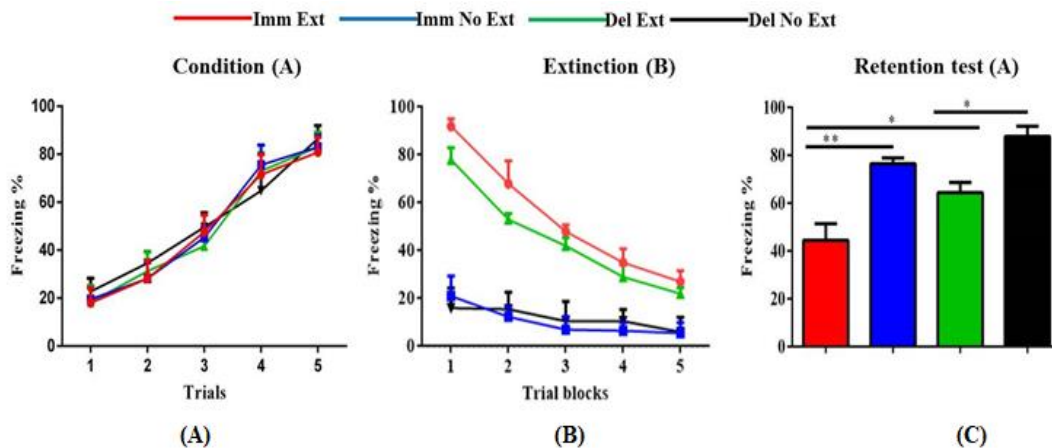 Imm Ext Imm No Ext Del Ext Del No Ext
Condition (A)
Freezing %
100
80
60
40
20
0
1 2 3 4 5
Trials
(A)
Extinction (B)
Freezing %
100
80
60
40
20
0
1 2 3 4 5
Trial blocks
(B)
Retention test (A)
Freezing %
100
80
60
40
20
0
*
*
**
(C)